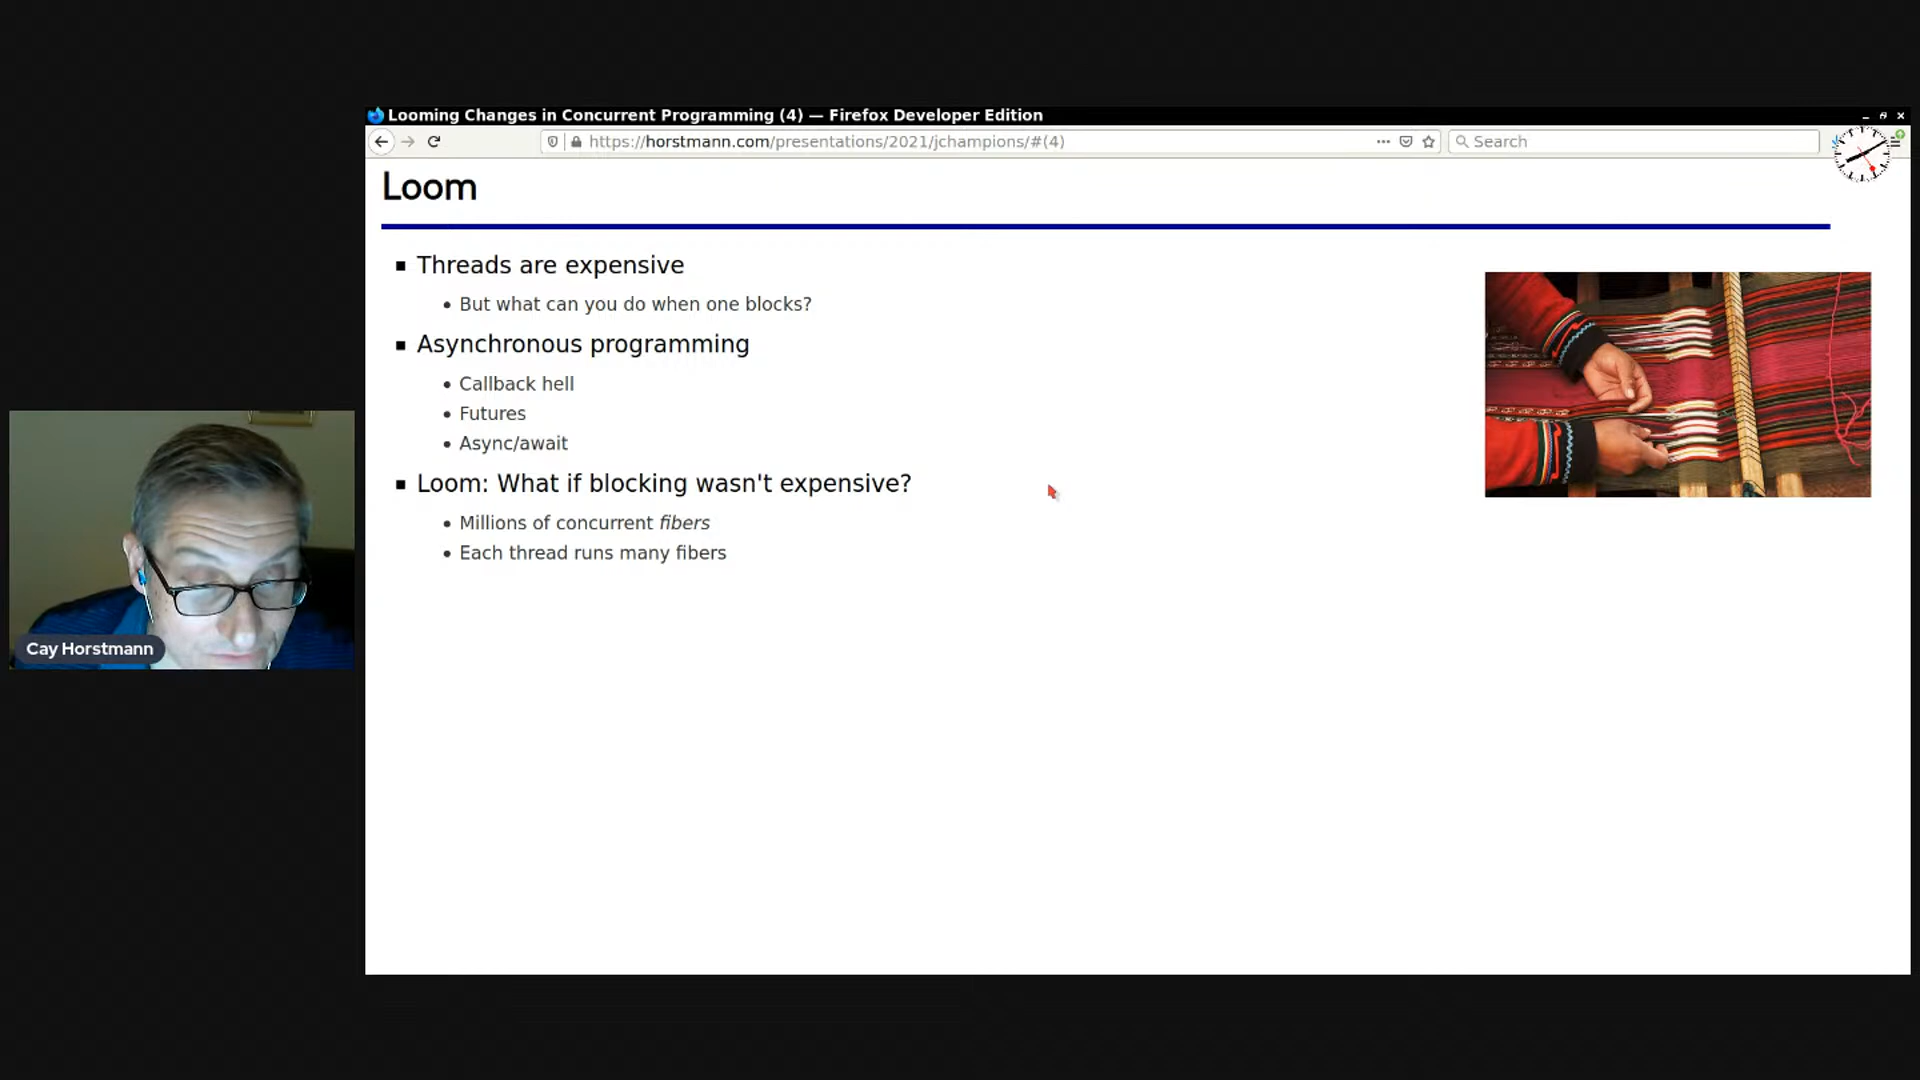 Looming Changes in Concurrent Programming (4) — Firefox Developer Edition
https://horstmann.com/presentations/2021/jchampions/#(4)
Search
Loom
Threads are expensive
But what can you do when one blocks?
Asynchronous programming
Callback hell
Futures
Async/await
Loom: What if blocking wasn't expensive?
Millions of concurrent fibers
Each thread runs many fibers
Cay Horstmann